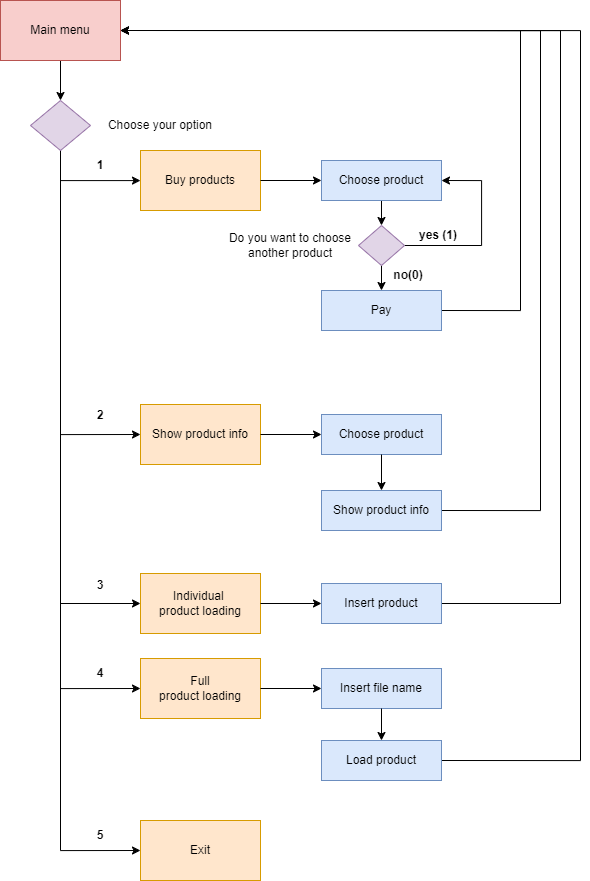 Main menu
Choose your option
1
Buy products
Choose product
Do you want to choose
another product
yes (1)
no(0)
Pay
2
Show product info
Choose product
Show product info
3
Individual
product loading
Insert product
4
Full
product loading
Insert file name
Load product
5
Exit